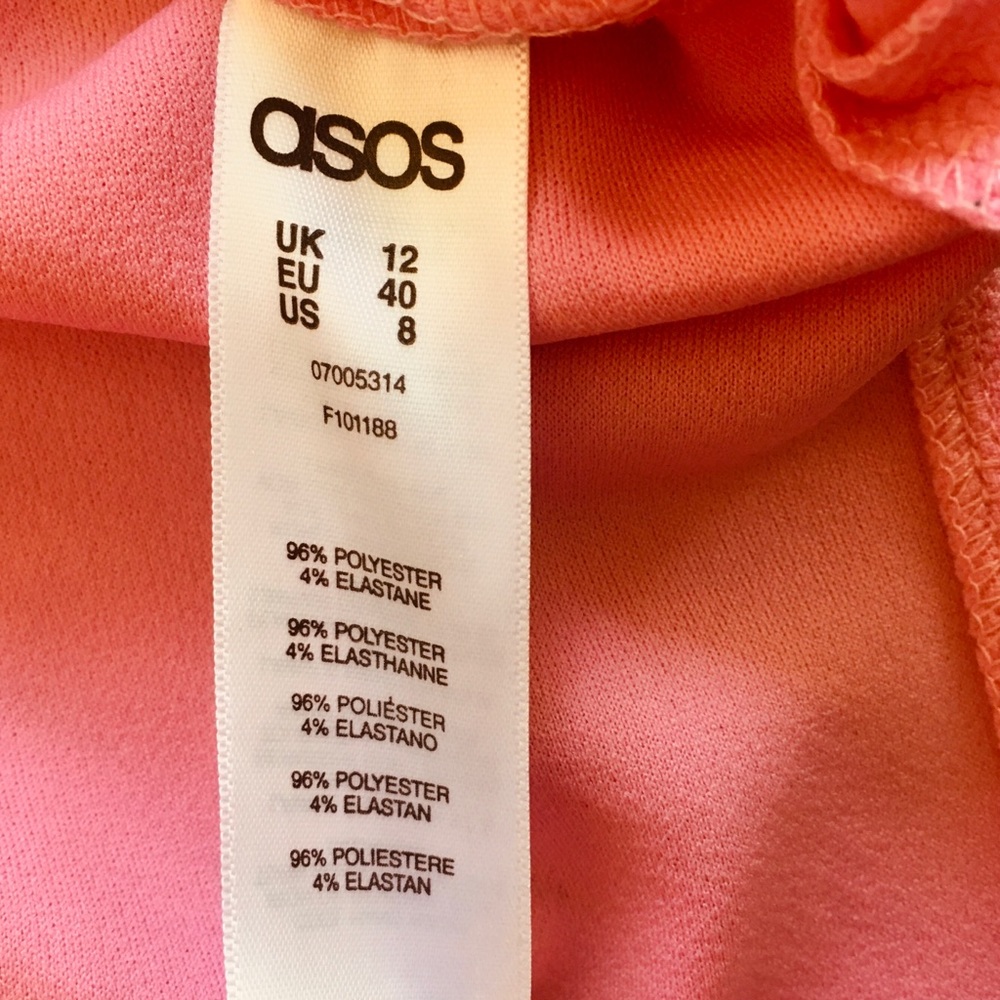 asos
UK 12
EU 40
US 8
07005314
F101188
96% POLYESTER
4% ELASTANE
96% POLYESTER
4% ELASTHANNE
96% POLIÉSTER
4% ELASTANO
96% POLYESTER
4% ELASTAN
96% POLIESTERE
4% ELASTAN